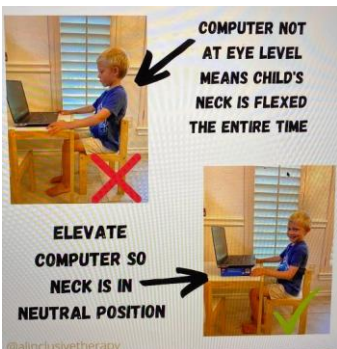 COMPUTER NOT
AT EYE LEVEL
MEANS CHILD'S
NECK IS FLEXED
THE ENTIRE TIME
ELEVATE
COMPUTER SO
NECK IS IN
NEUTRAL POSITION
@alinclusivetherapy